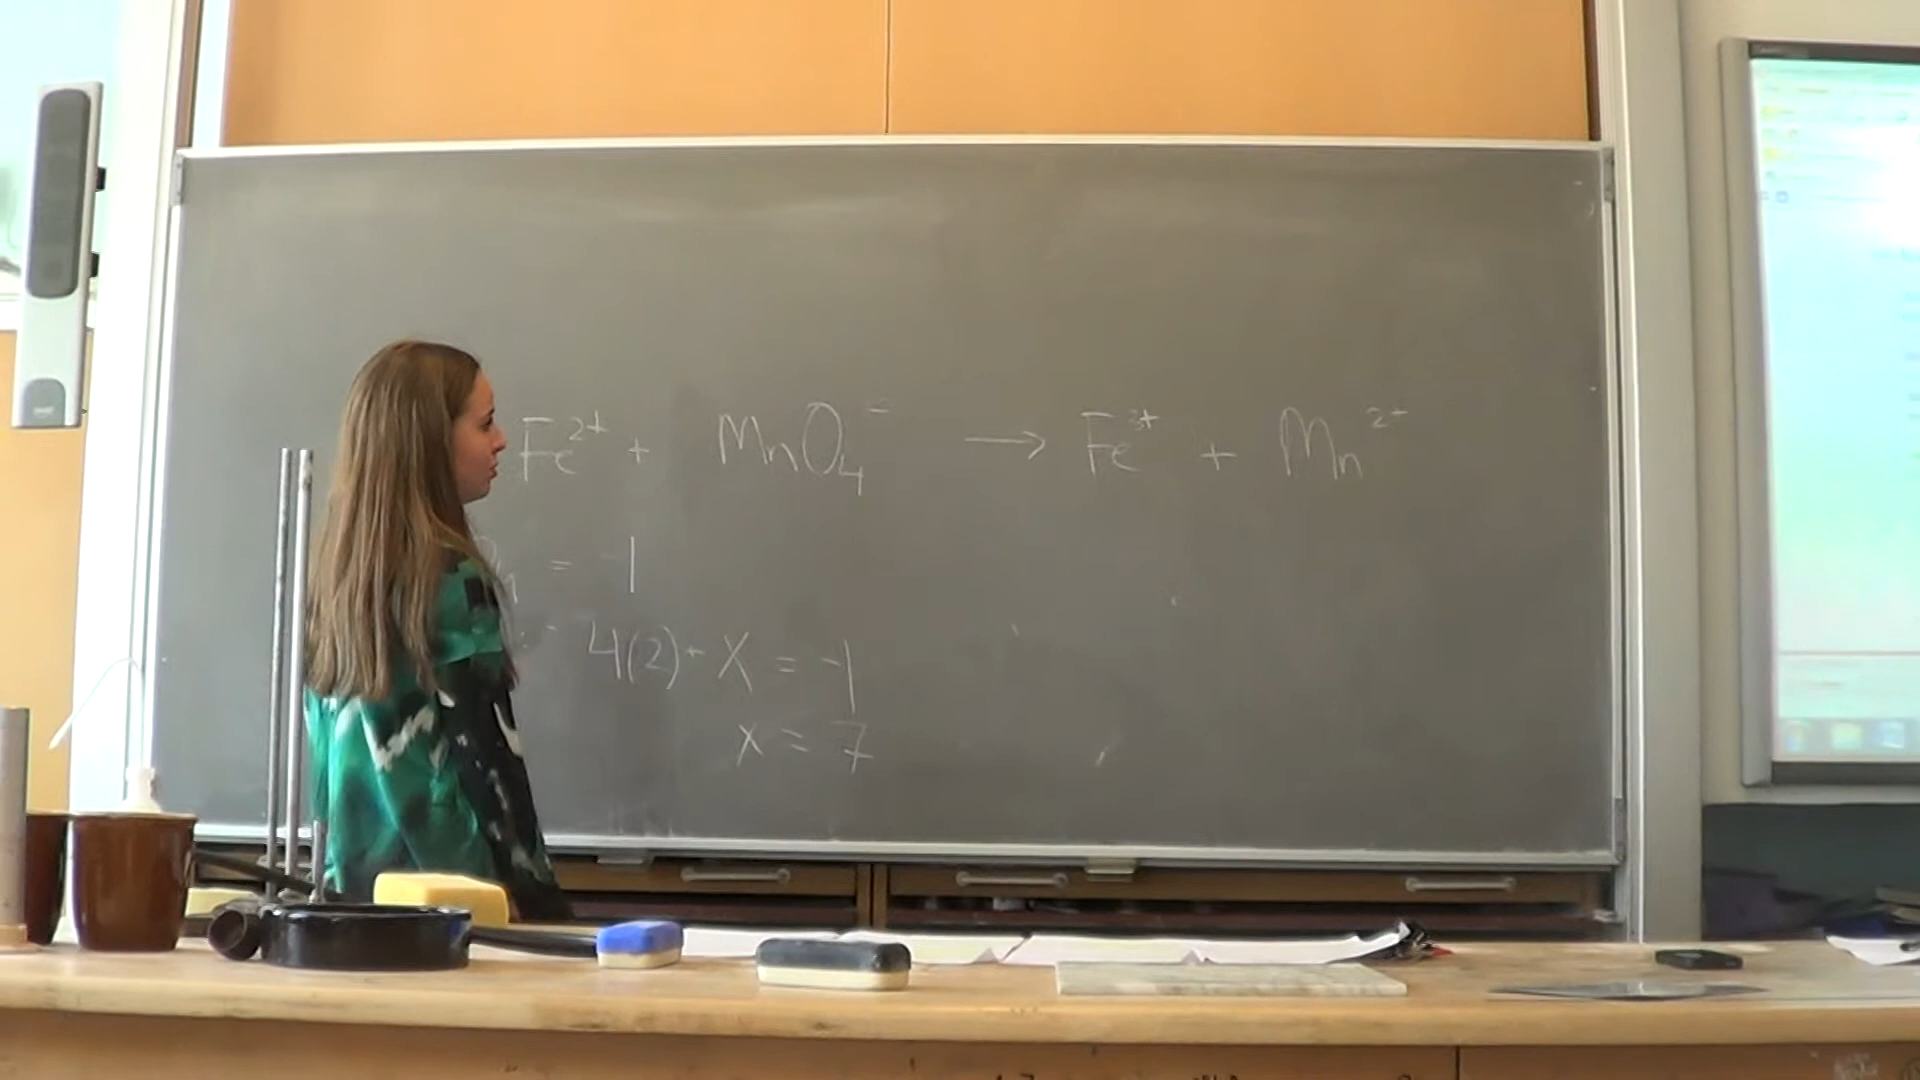 Fe²⁺ + MnO₄⁻ → Fe³⁺ + Mn²⁺
= -1
4(2) + X = -1
x = 7